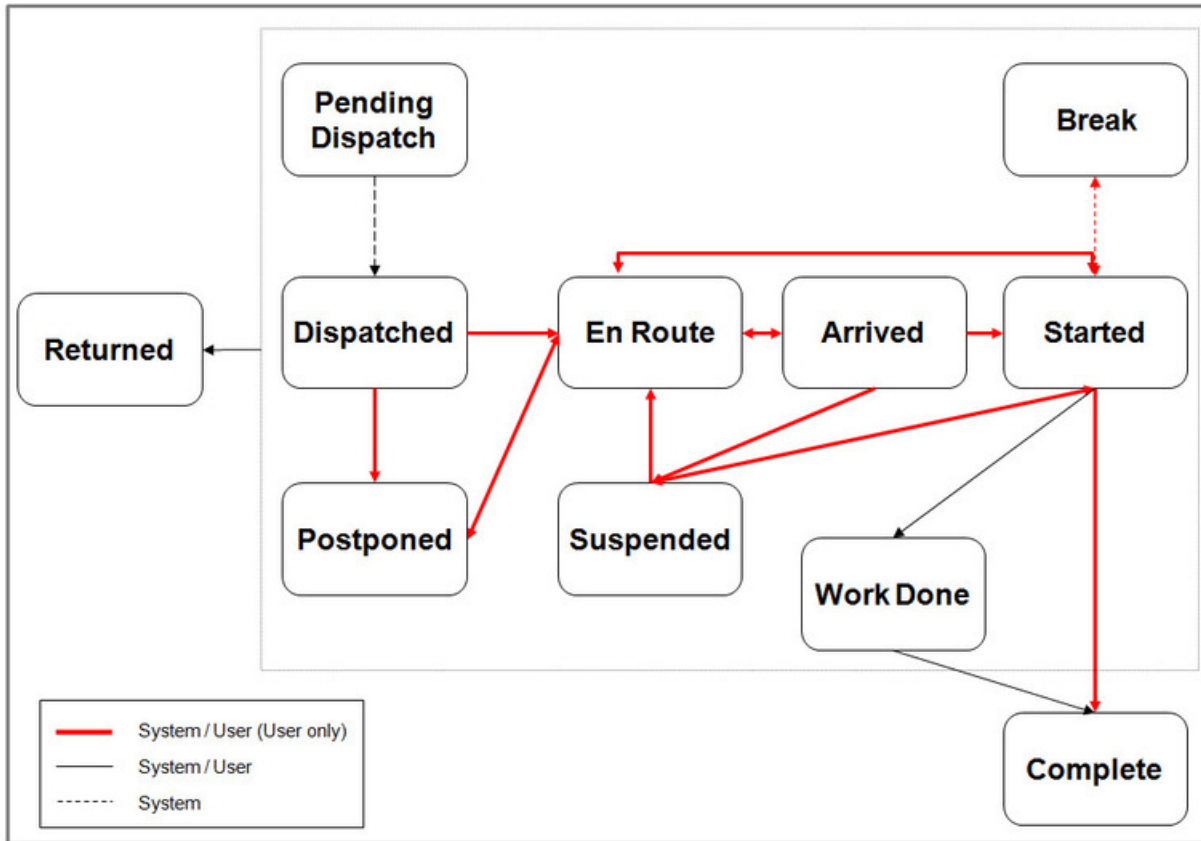 Pending
Dispatch
Break
Returned
Dispatched
En Route
Arrived
Started
Postponed
Suspended
Work Done
Complete
System / User (User only)
System / User
System